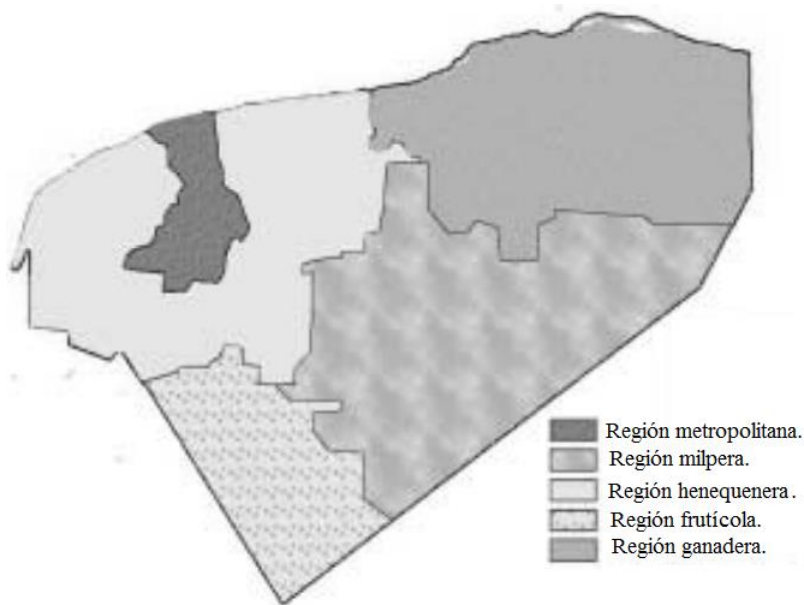 Región metropolitana.
Región milpera.
Región henequenera.
Región frutícola.
Región ganadera.